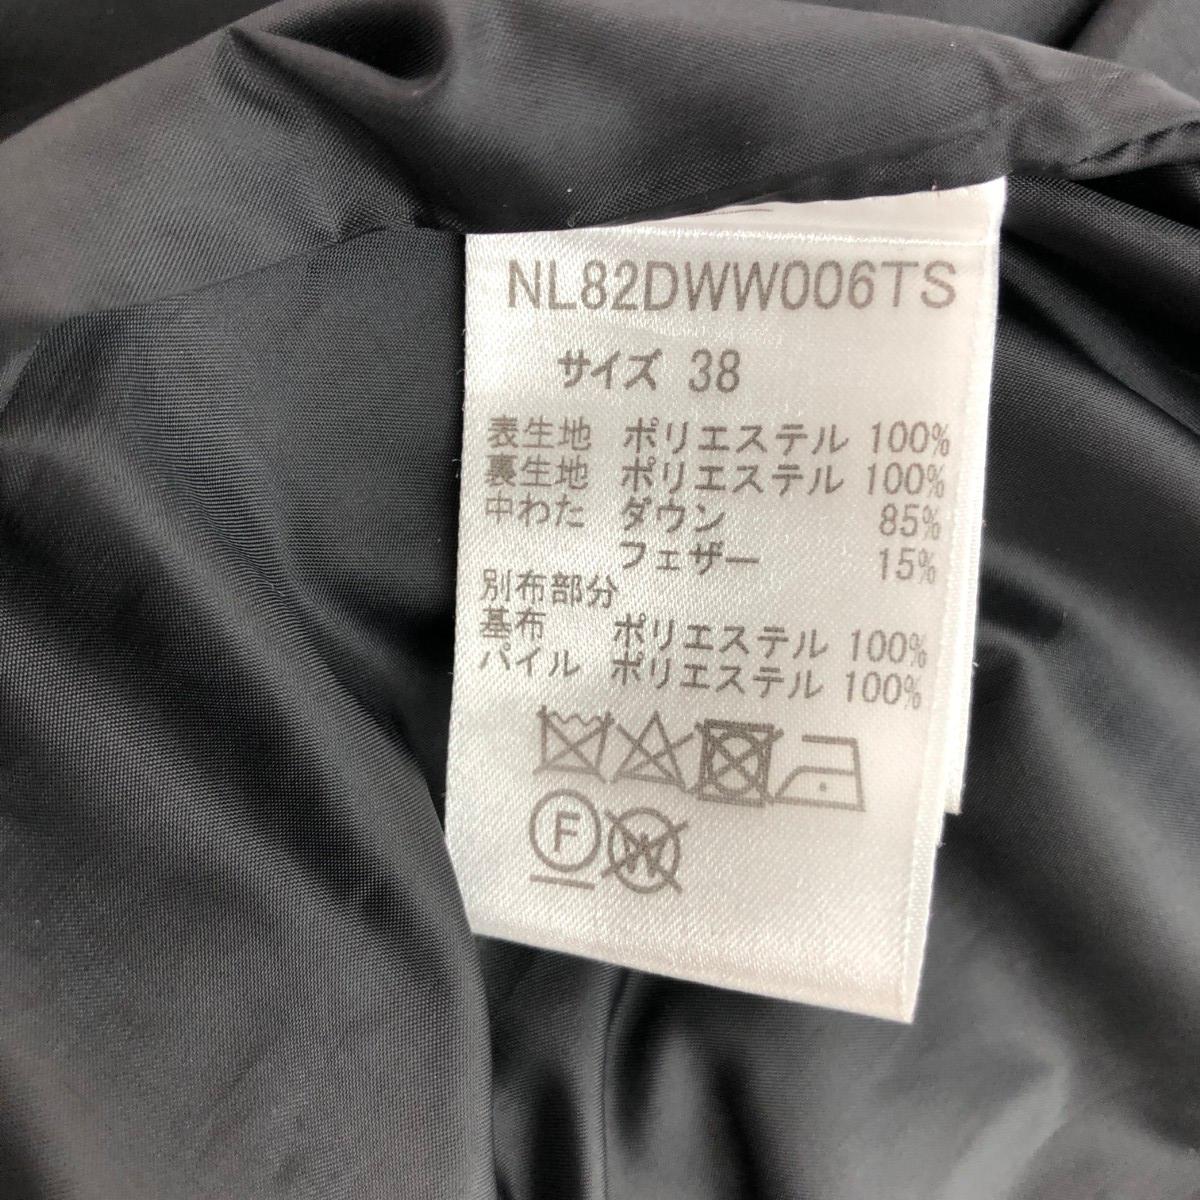 NL82DWW006TS
サイズ 38
表生地 ポリエステル 100%
裏生地 ポリエステル 100%
中わた ダウン 85%
フェザー 15%
別布部分
基布 ポリエステル 100%
パイル ポリエステル 100%
F W